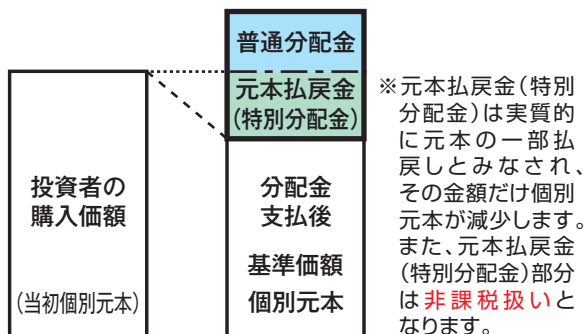 普通分配金
元本払戻金
(特別分配金)
投資者の
購入価額
(当初個別元本)
分配金
支払後
基準価額
個別元本
※元本払戻金(特別
分配金)は実質的
に元本の一部払
戻しとみなされ、
その金額だけ個別
元本が減少します。
また、元本払戻金
(特別分配金)部分
は非課税扱いと
なります。